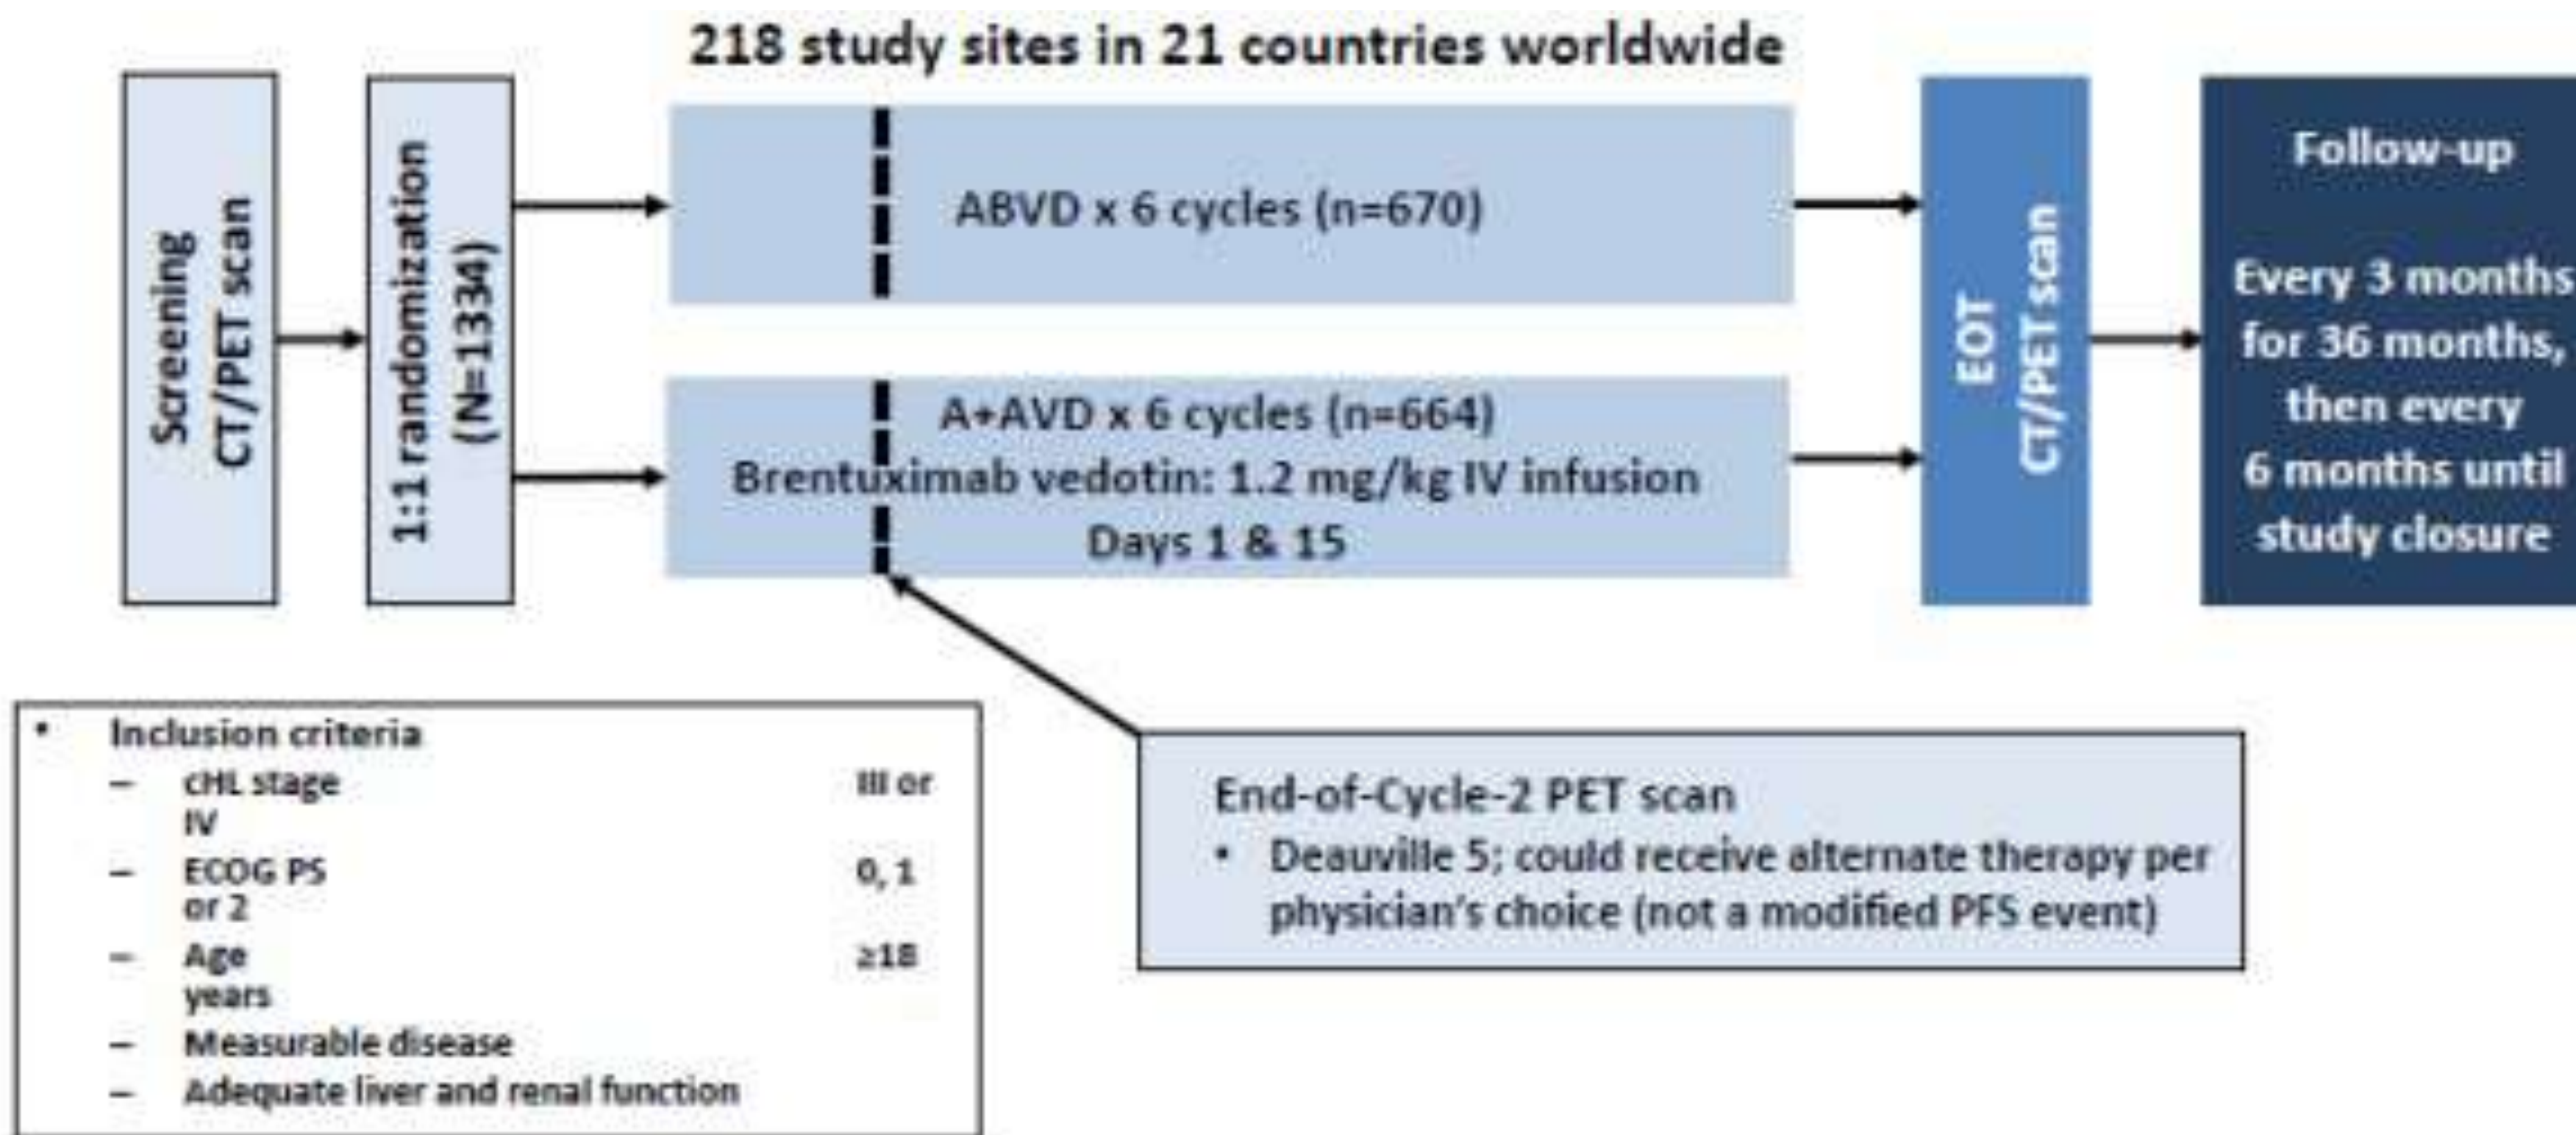 218 study sites in 21 countries worldwide
Screening
CT/PET scan
1:1 randomization
(N=1334)
ABVD x 6 cycles (n=670)
A+AVD x 6 cycles (n=664)
Brentuximab vedotin: 1.2 mg/kg IV infusion
Days 1 & 15
EOT
CT/PET scan
Follow-up
Every 3 months
for 36 months,
then every
6 months until
study closure
• Inclusion criteria
– cHL stage III or
IV
– ECOG PS 0, 1
or 2
– Age ≥18
years
– Measurable disease
– Adequate liver and renal function
End-of-Cycle-2 PET scan
• Deauville 5; could receive alternate therapy per
physician's choice (not a modified PFS event)